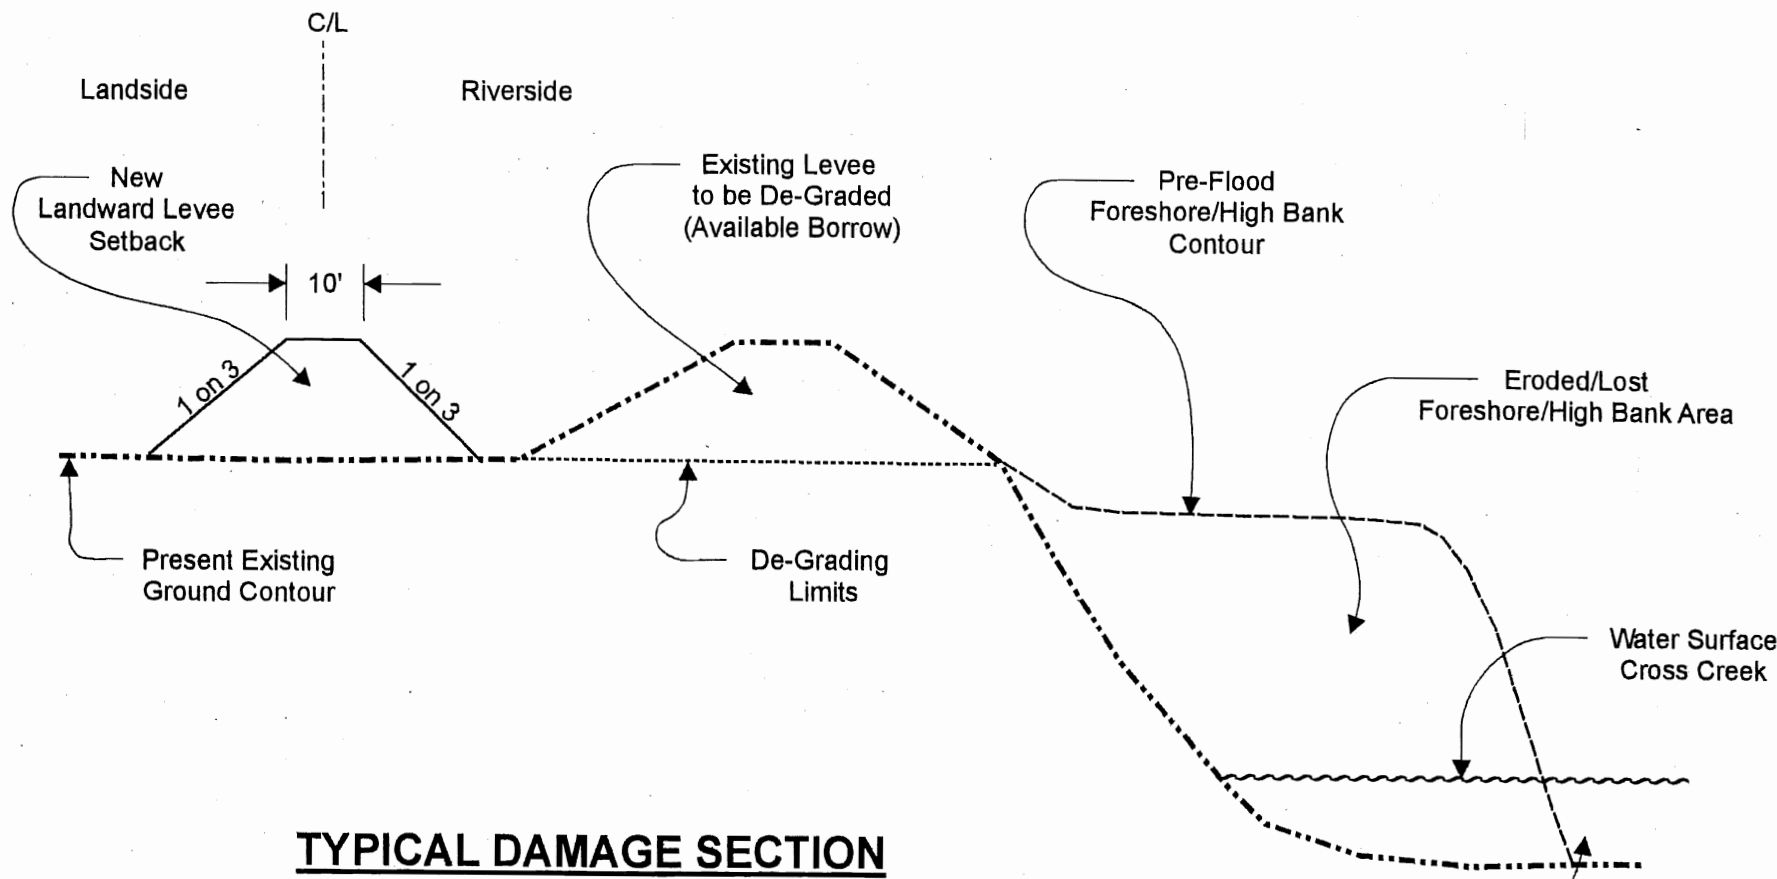 C/L
Landside
Riverside
New
Landward Levee
Setback
10'
1 on 3
1 on 3
Existing Levee
to be De-Graded
(Available Borrow)
Pre-Flood
Foreshore/High Bank
Contour
Eroded/Lost
Foreshore/High Bank Area
Present Existing
Ground Contour
De-Grading
Limits
Water Surface
Cross Creek
TYPICAL DAMAGE SECTION